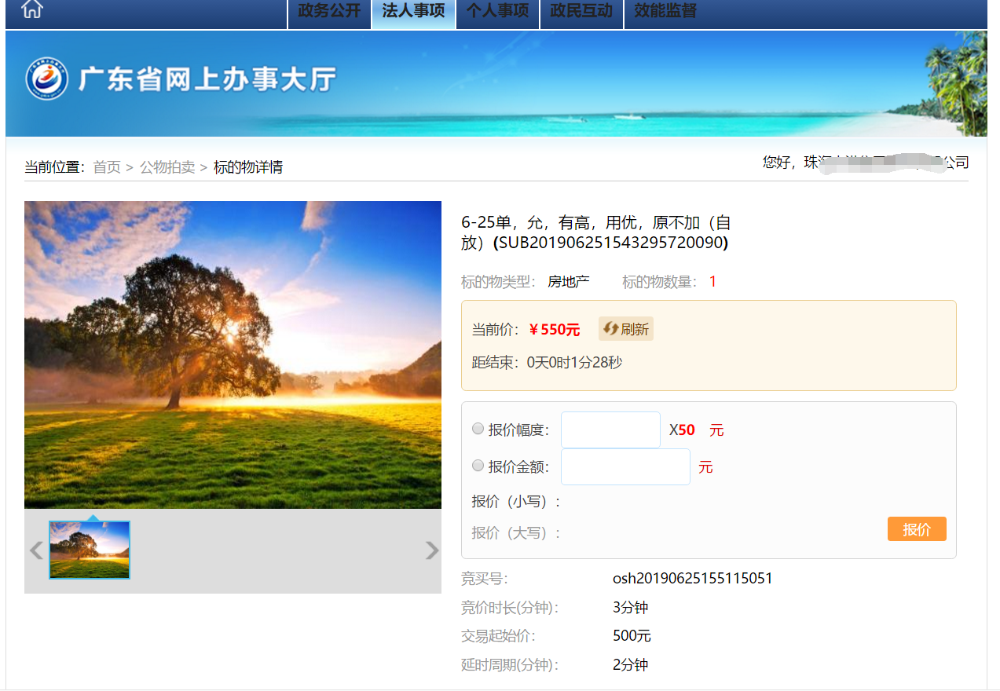 政务公开 法人事项 个人事项 政民互动 效能监督
广东省网上办事大厅
当前位置：首页 > 公物拍卖 > 标的物详情
您好，珠 公司
6-25单，允，有高，用优，原不加（自
放）(SUB201906251543295720090)
标的物类型： 房地产 标的物数量： 1
当前价：￥550元 刷新
距结束：0天0时1分28秒
报价幅度： X50 元
报价金额： 元
报价（小写）：
报价（大写）：
报价
竞买号： osh20190625155115051
竞价时长(分钟)： 3分钟
交易起始价： 500元
延时周期(分钟)： 2分钟